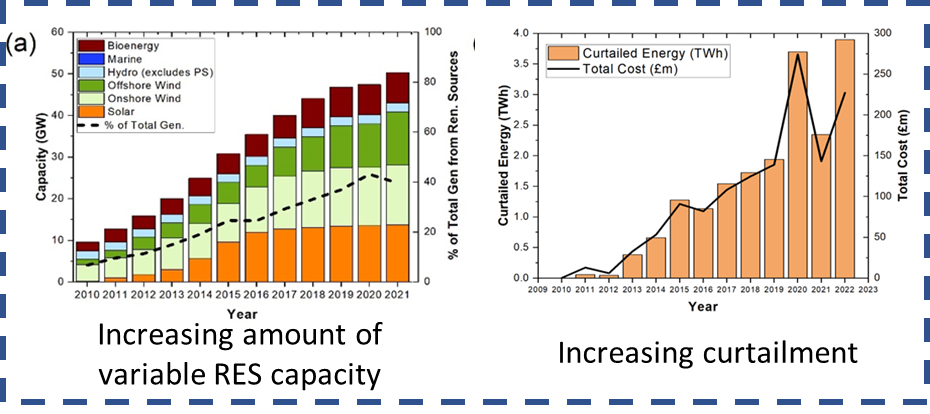 (a)
60
50
40
30
20
10
0
Capacity (GW)
Bioenergy
Marine
Hydro (excludes PS)
Offshore Wind
Onshore Wind
Solar
% of Total Gen.
100
80
60
40
20
0
% of Total Gen from Ren. Sources
2010 2011 2012 2013 2014 2015 2016 2017 2018 2019 2020 2021
Year
Increasing amount of
variable RES capacity
4.0
3.5
3.0
2.5
2.0
1.5
1.0
0.5
0.0
Curtailed Energy (TWh)
Curtailed Energy (TWh)
Total Cost (£m)
300
250
200
150
100
50
0
Total Cost (£m)
2009 2010 2011 2012 2013 2014 2015 2016 2017 2018 2019 2020 2021 2022 2023
Year
Increasing curtailment